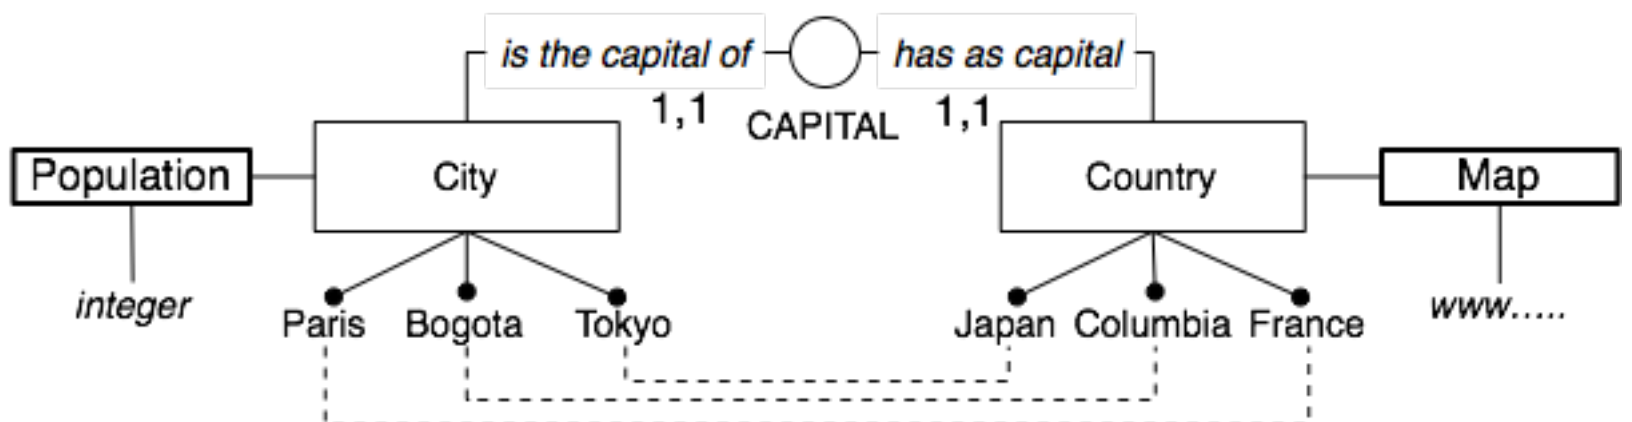 is the capital of
has as capital
1,1
CAPITAL
1,1
Population
City
Country
Map
integer
Paris
Bogota
Tokyo
Japan
Columbia
France
www.....